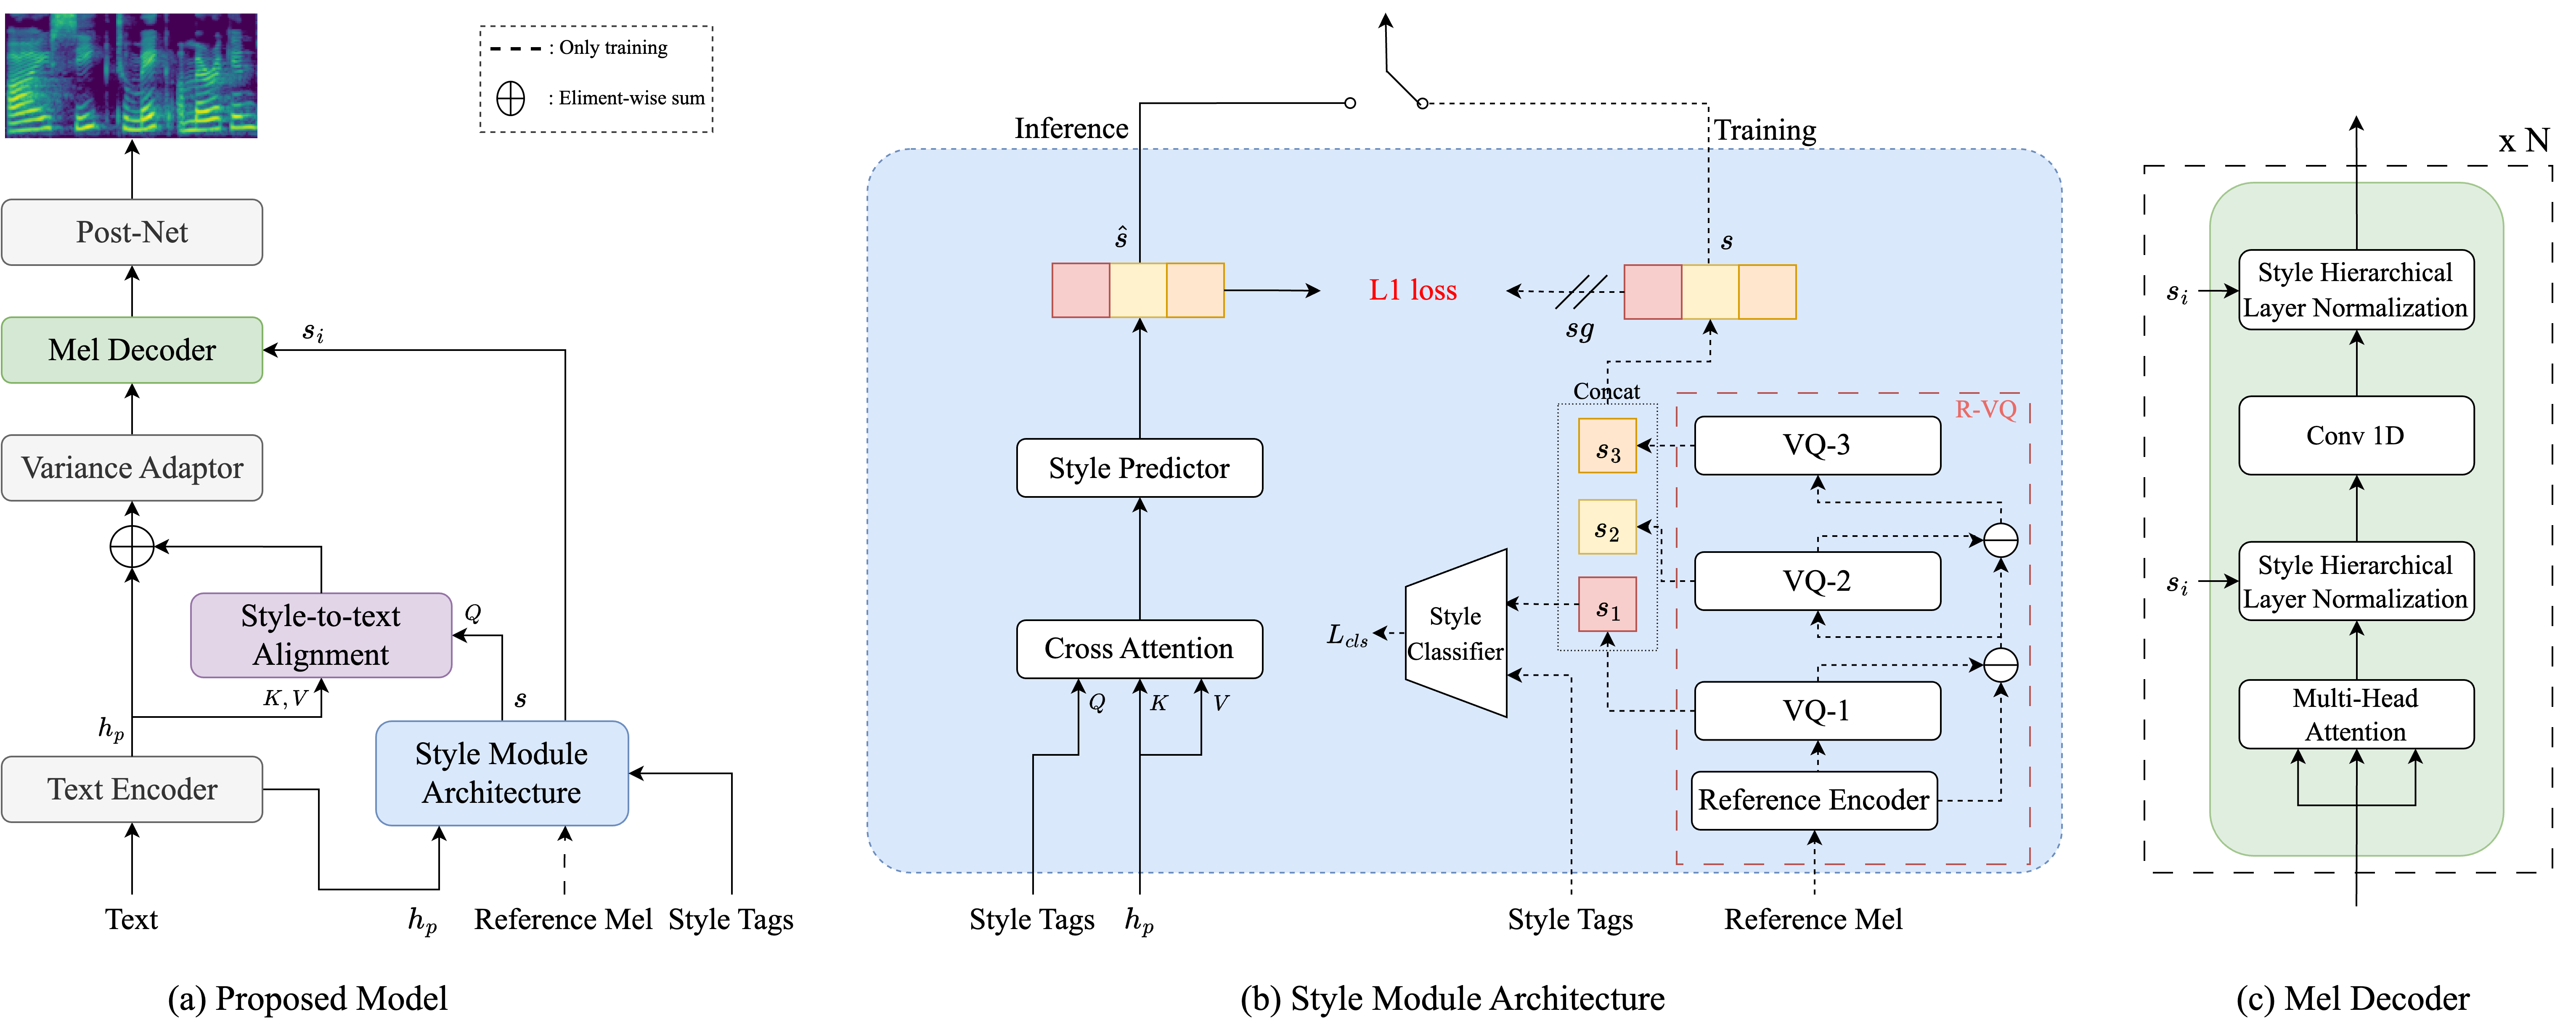 : Only training
: Eliment-wise sum
Post-Net
Mel Decoder
s_i
Variance Adaptor
Style-to-text
Alignment
Q
K, V
s
h_p
Text Encoder
Style Module
Architecture
Text
h_p
Reference Mel
Style Tags
(a) Proposed Model
Inference
Training
ŝ
s
L1 loss
sg
Concat
R-VQ
s_3
VQ-3
Style Predictor
s_2
VQ-2
s_1
Style
Classifier
L_cls
Cross Attention
Q
K
V
VQ-1
Reference Encoder
Style Tags
h_p
Style Tags
Reference Mel
(b) Style Module Architecture
x N
Style Hierarchical
Layer Normalization
s_i
Conv 1D
Style Hierarchical
Layer Normalization
s_i
Multi-Head
Attention
(c) Mel Decoder